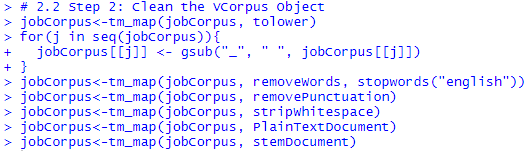 > # 2.2 Step 2: Clean the VCorpus Object
> jobCorpus<-tm_map(jobCorpus, tolower)
> for(j in seq(jobCorpus)){
+   jobCorpus[[j]] <- gsub("_", " ", jobCorpus[[j]])
+ }
> jobCorpus<-tm_map(jobCorpus, removeWords, stopwords("english"))
> jobCorpus<-tm_map(jobCorpus, removePunctuation)
> jobCorpus<-tm_map(jobCorpus, stripWhitespace)
> jobCorpus<-tm_map(jobCorpus, PlainTextDocument)
> jobCorpus<-tm_map(jobCorpus, stemDocument)